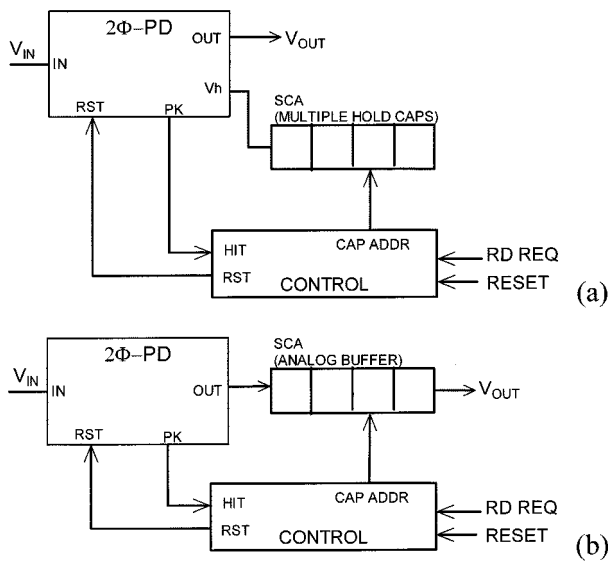 2Φ–PD
V_IN
IN
OUT
V_OUT
Vh
RST
PK
SCA
(MULTIPLE HOLD CAPS)
HIT
CAP ADDR
RST
CONTROL
RD REQ
RESET
(a)
2Φ–PD
V_IN
IN
OUT
SCA
(ANALOG BUFFER)
V_OUT
RST
PK
HIT
CAP ADDR
RST
CONTROL
RD REQ
RESET
(b)